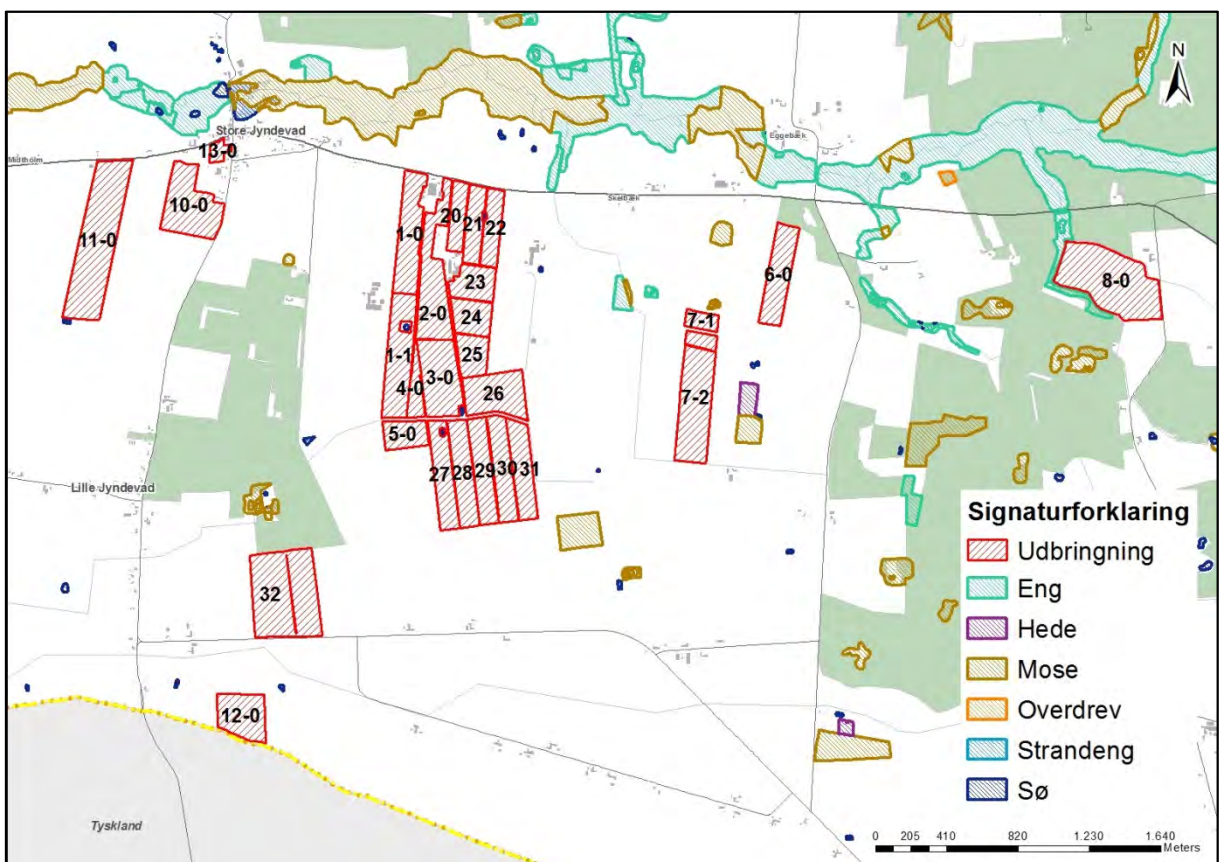 N
Store Jyndevad
Eggebæk
Midtholm
13-0
Skelbæk
10-0
20
21
22
1-0
11-0
6-0
8-0
23
2-0
24
7-1
1-1
25
3-0
4-0
26
7-2
5-0
27
28
29
30
31
Lille Jyndevad
32
12-0
Tyskland
Signaturforklaring
Udbringning
Eng
Hede
Mose
Overdrev
Strandeng
Sø
0 205 410 820 1.230 1.640
Meters